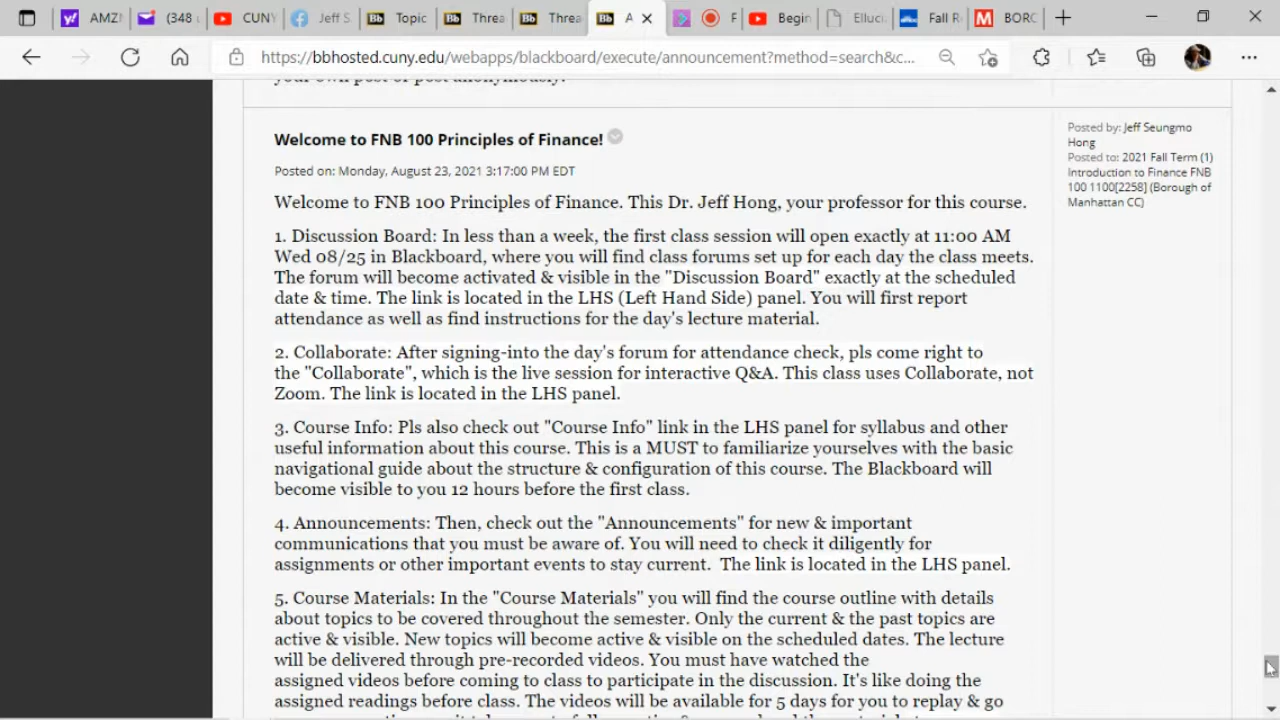 AMZN
(348
CUNY
Jeff S
Topic
Threa
Threa
A
F
Begin
Elluci
Fall R
BORC
https://bbhosted.cuny.edu/webapps/blackboard/execute/announcement?method=search&c...
your own post or post anonymously.
Welcome to FNB 100 Principles of Finance!
Posted on: Monday, August 23, 2021 3:17:00 PM EDT
Welcome to FNB 100 Principles of Finance. This Dr. Jeff Hong, your professor for this course.
1. Discussion Board: In less than a week, the first class session will open exactly at 11:00 AM
Wed 08/25 in Blackboard, where you will find class forums set up for each day the class meets.
The forum will become activated & visible in the "Discussion Board" exactly at the scheduled
date & time. The link is located in the LHS (Left Hand Side) panel. You will first report
attendance as well as find instructions for the day's lecture material.
2. Collaborate: After signing-into the day's forum for attendance check, pls come right to
the "Collaborate", which is the live session for interactive Q&A. This class uses Collaborate, not
Zoom. The link is located in the LHS panel.
3. Course Info: Pls also check out "Course Info" link in the LHS panel for syllabus and other
useful information about this course. This is a MUST to familiarize yourselves with the basic
navigational guide about the structure & configuration of this course. The Blackboard will
become visible to you 12 hours before the first class.
4. Announcements: Then, check out the "Announcements" for new & important
communications that you must be aware of. You will need to check it diligently for
assignments or other important events to stay current.  The link is located in the LHS panel.
5. Course Materials: In the "Course Materials" you will find the course outline with details
about topics to be covered throughout the semester. Only the current & the past topics are
active & visible. New topics will become active & visible on the scheduled dates. The lecture
will be delivered through pre-recorded videos. You must have watched the
assigned videos before coming to class to participate in the discussion. It's like doing the
assigned readings before class. The videos will be available for 5 days for you to replay & go
Posted by: Jeff Seungmo
Hong
Posted to: 2021 Fall Term (1)
Introduction to Finance FNB
100 1100[2258] (Borough of
Manhattan CC)